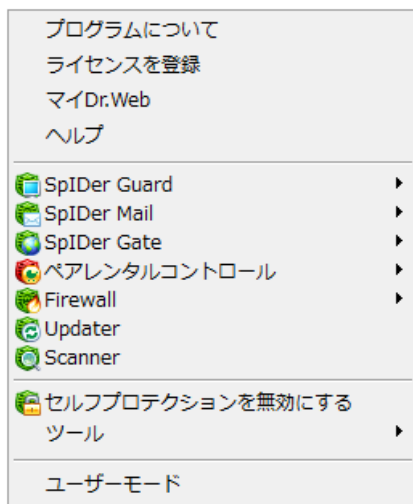 プログラムについて
ライセンスを登録
マイDr.Web
ヘルプ
SpIDer Guard
SpIDer Mail
SpIDer Gate
ペアレンタルコントロール
Firewall
Updater
Scanner
セルフプロテクションを無効にする
ツール
ユーザーモード